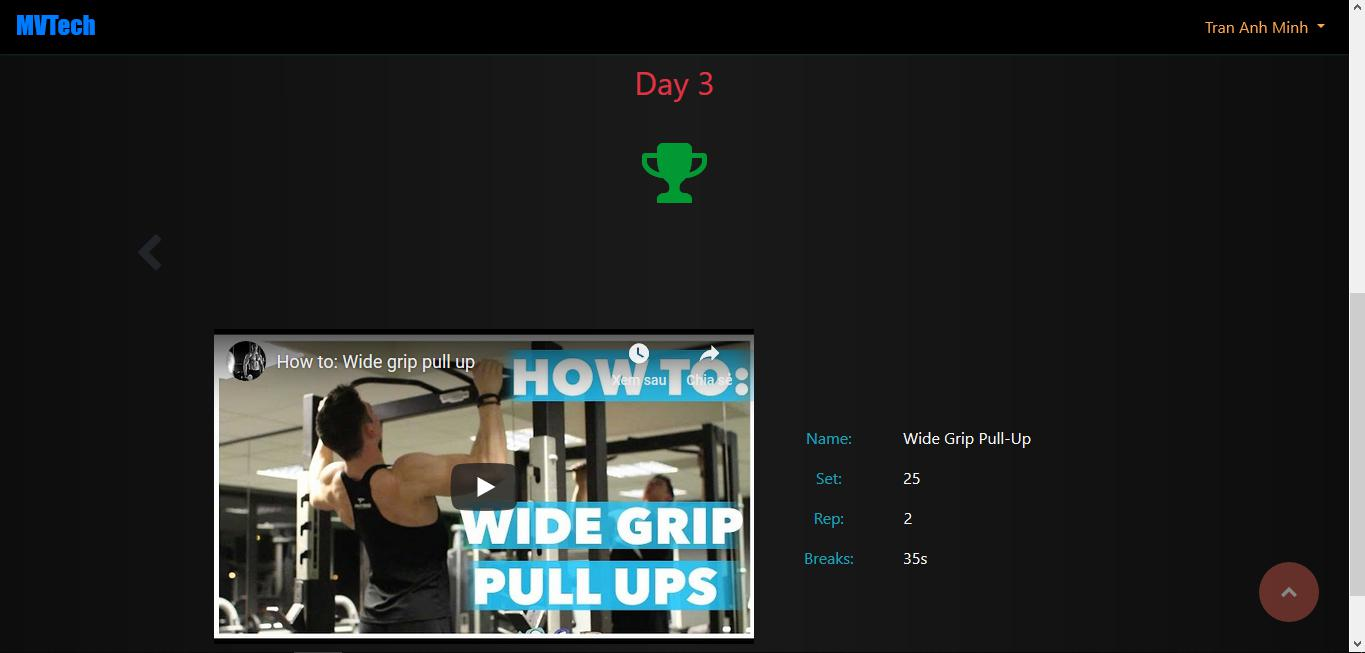 MVTech
Tran Anh Minh
Day 3
How to: Wide grip pull up
Xem sau
Chia sẻ
HOW TO:
WIDE GRIP
PULL UPS
Name: Wide Grip Pull-Up
Set: 25
Rep: 2
Breaks: 35s